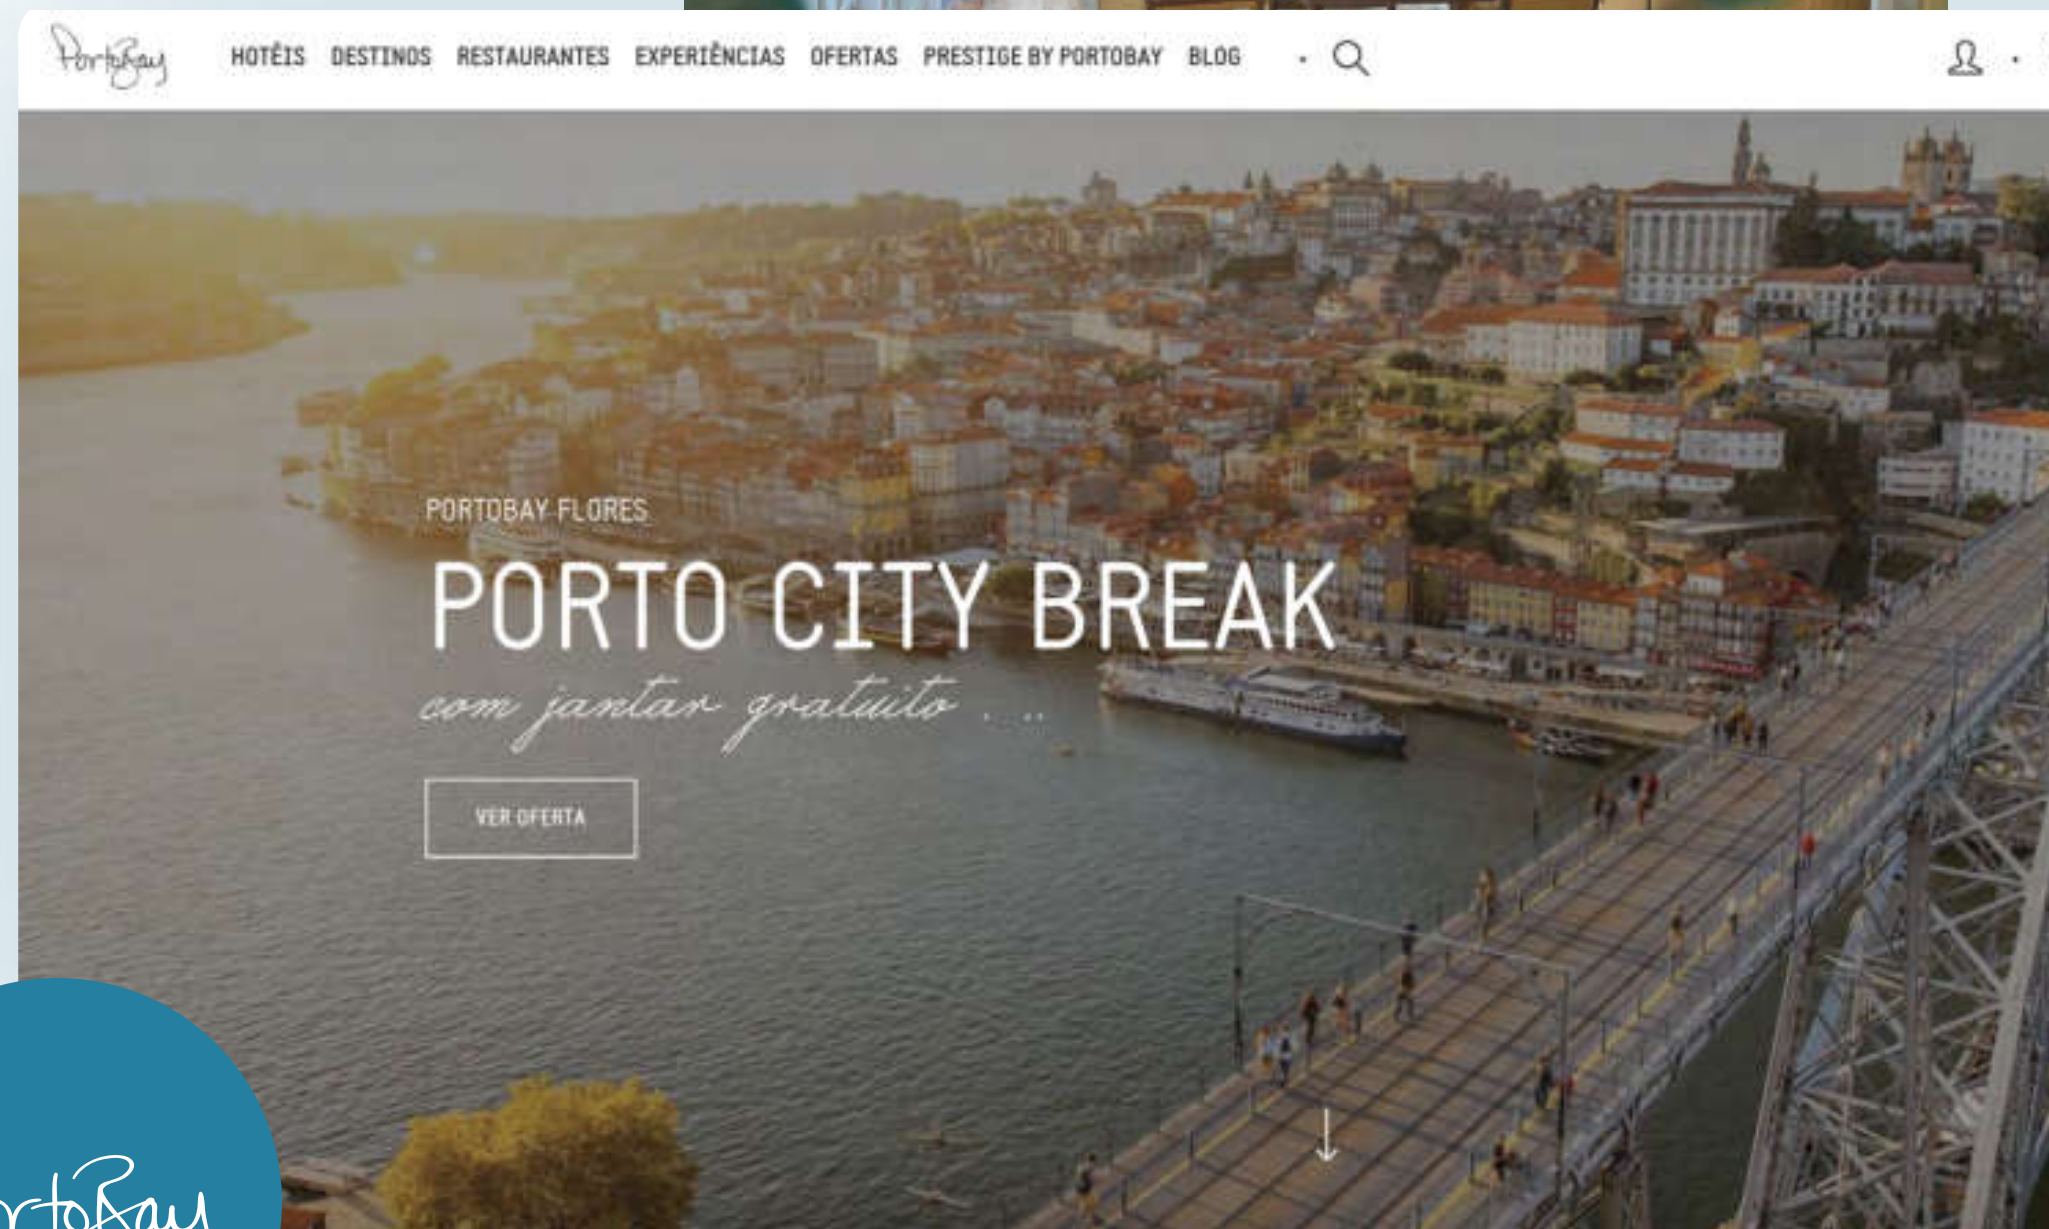 PortoBay
HOTÉIS DESTINOS RESTAURANTES EXPERIÊNCIAS OFERTAS PRESTIGE BY PORTOBAY BLOG
PORTOBAY FLORES
PORTO CITY BREAK
com jantar gratuito . ..
VER OFERTA
rtoBay